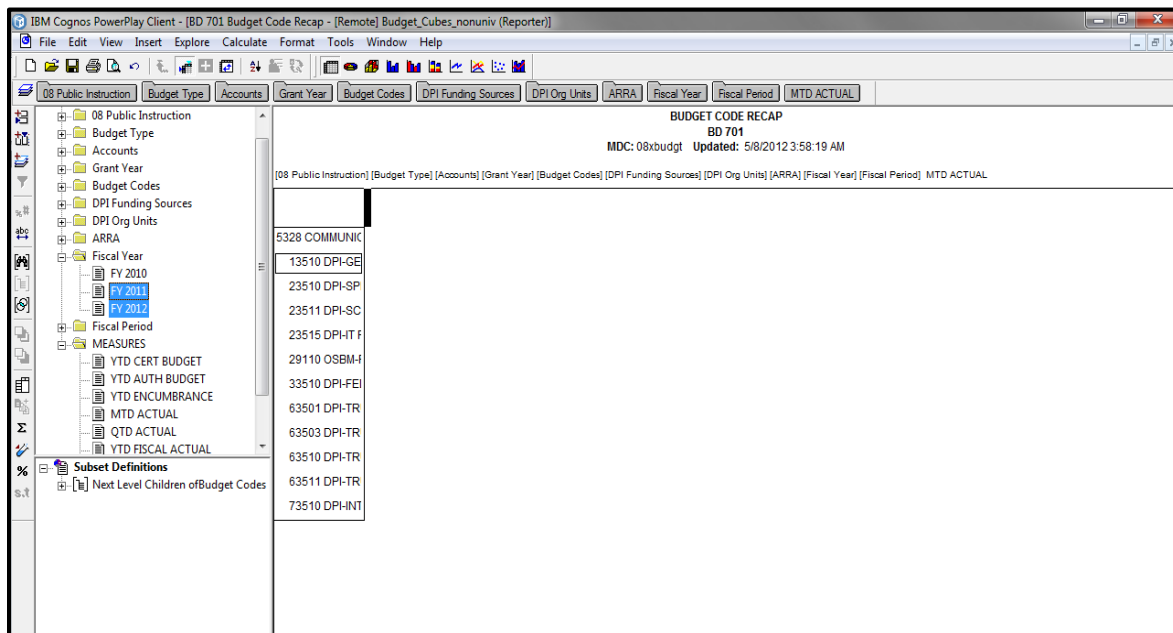 IBM Cognos PowerPlay Client - [BD 701 Budget Code Recap - [Remote] Budget_Cubes_nonuniv (Reporter)]
File Edit View Insert Explore Calculate Format Tools Window Help
08 Public Instruction Budget Type Accounts Grant Year Budget Codes DPI Funding Sources DPI Org Units ARRA Fiscal Year Fiscal Period MTD ACTUAL
08 Public Instruction
Budget Type
Accounts
Grant Year
Budget Codes
DPI Funding Sources
DPI Org Units
ARRA
Fiscal Year
FY 2010
FY 2011
FY 2012
Fiscal Period
MEASURES
YTD CERT BUDGET
YTD AUTH BUDGET
YTD ENCUMBRANCE
MTD ACTUAL
QTD ACTUAL
YTD FISCAL ACTUAL
Subset Definitions
Next Level Children ofBudget Codes
abc
%
s.t
BUDGET CODE RECAP
BD 701
MDC: 08xbudgt Updated: 5/8/2012 3:58:19 AM
[08 Public Instruction] [Budget Type] [Accounts] [Grant Year] [Budget Codes] [DPI Funding Sources] [DPI Org Units] [ARRA] [Fiscal Year] [Fiscal Period] MTD ACTUAL
5328 COMMUNIC
13510 DPI-GE
23510 DPI-SP
23511 DPI-SC
23515 DPI-IT
29110 OSBM-
33510 DPI-FE
63501 DPI-TR
63503 DPI-TR
63510 DPI-TR
63511 DPI-TR
73510 DPI-INT